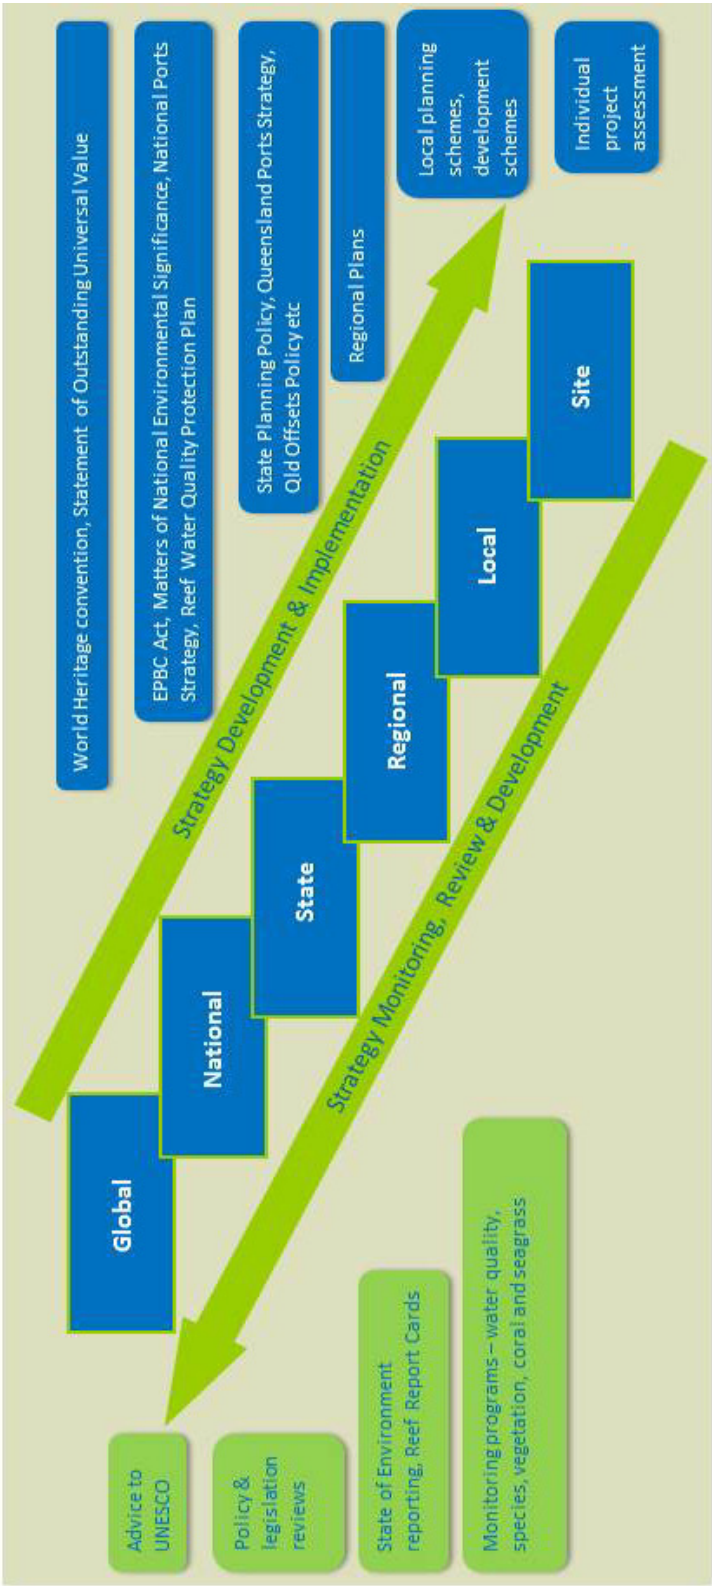 World Heritage convention, Statement of Outstanding Universal Value
EPBC Act, Matters of National Environmental Significance, National Ports
Strategy, Reef Water Quality Protection Plan
State Planning Policy, Queensland Ports Strategy,
Qld Offsets Policy etc
Regional Plans
Local planning
schemes,
development
schemes
Individual
project
assessment
Strategy Development & Implementation
Global
National
State
Regional
Local
Site
Strategy Monitoring, Review & Development
Advice to
UNESCO
Policy &
legislation
reviews
State of Environment
reporting, Reef Report Cards
Monitoring programs – water quality,
species, vegetation, coral and seagrass